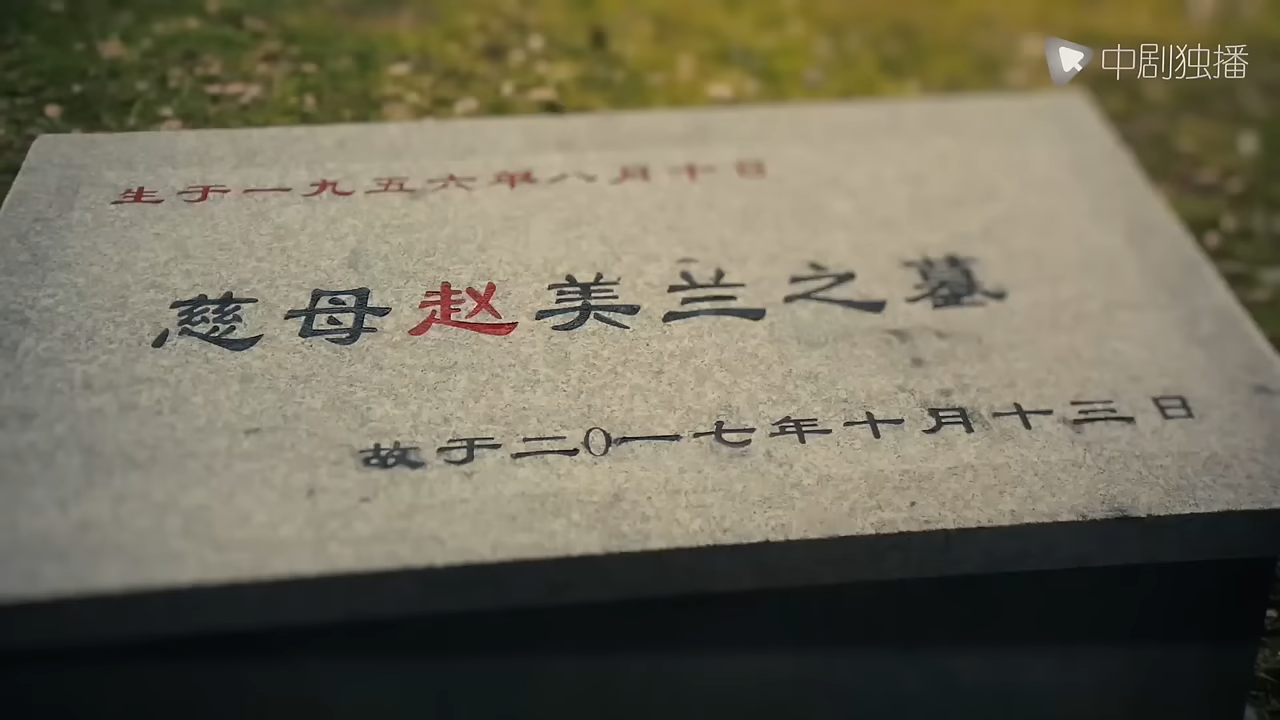 中剧独播
生于一九五六年八月十日
慈母赵美兰之墓
故于二0一七年十月十三日